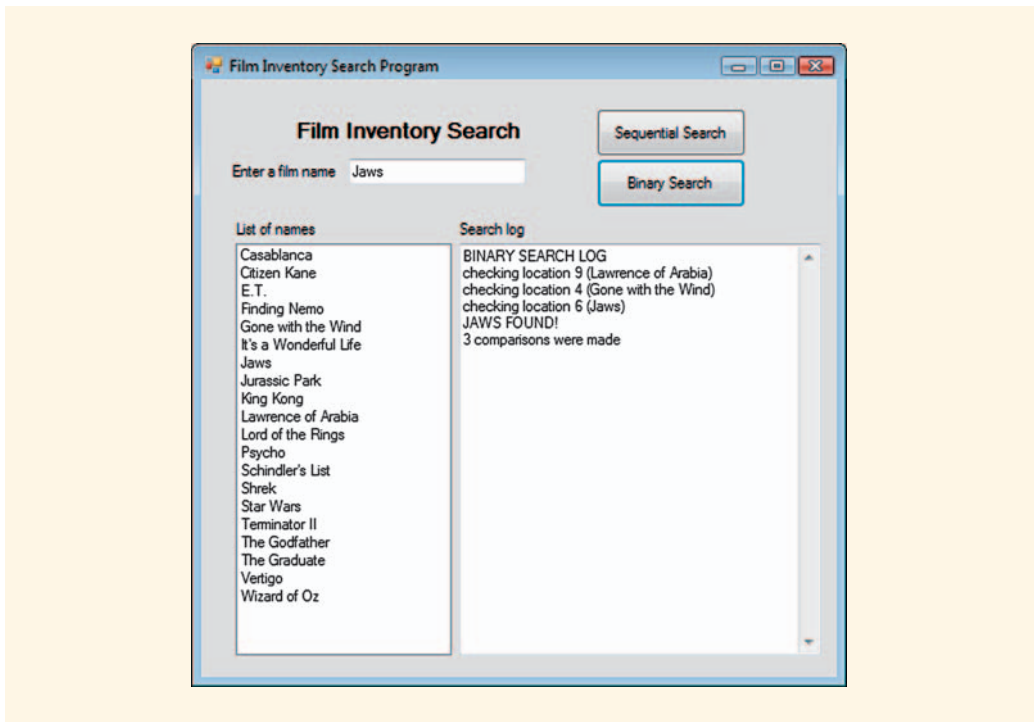 Film Inventory Search Program
Film Inventory Search
Sequential Search
Enter a film name Jaws
Binary Search
List of names
Casablanca
Citizen Kane
E.T.
Finding Nemo
Gone with the Wind
It's a Wonderful Life
Jaws
Jurassic Park
King Kong
Lawrence of Arabia
Lord of the Rings
Psycho
Schindler's List
Shrek
Star Wars
Terminator II
The Godfather
The Graduate
Vertigo
Wizard of Oz
Search log
BINARY SEARCH LOG
checking location 9 (Lawrence of Arabia)
checking location 4 (Gone with the Wind)
checking location 6 (Jaws)
JAWS FOUND!
3 comparisons were made